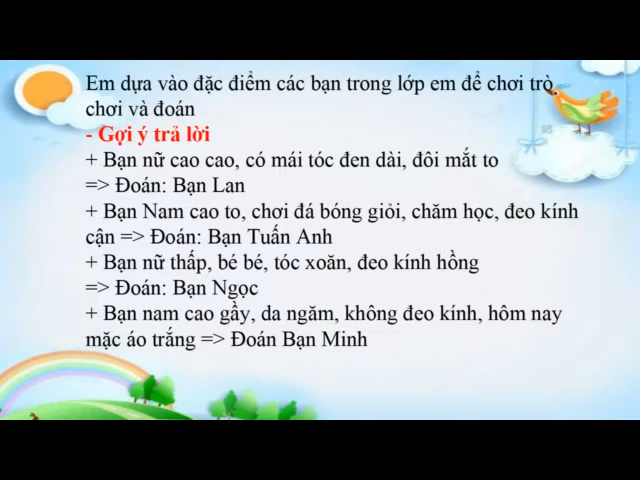 Em dựa vào đặc điểm các bạn trong lớp em để chơi trò
chơi và đoán
- Gợi ý trả lời
+ Bạn nữ cao cao, có mái tóc đen dài, đôi mắt to
=> Đoán: Bạn Lan
+ Bạn Nam cao to, chơi đá bóng giỏi, chăm học, đeo kính
cận => Đoán: Bạn Tuấn Anh
+ Bạn nữ thấp, bé bé, tóc xoăn, đeo kính hồng
=> Đoán: Bạn Ngọc
+ Bạn nam cao gầy, da ngăm, không đeo kính, hôm nay
mặc áo trắng => Đoán Bạn Minh